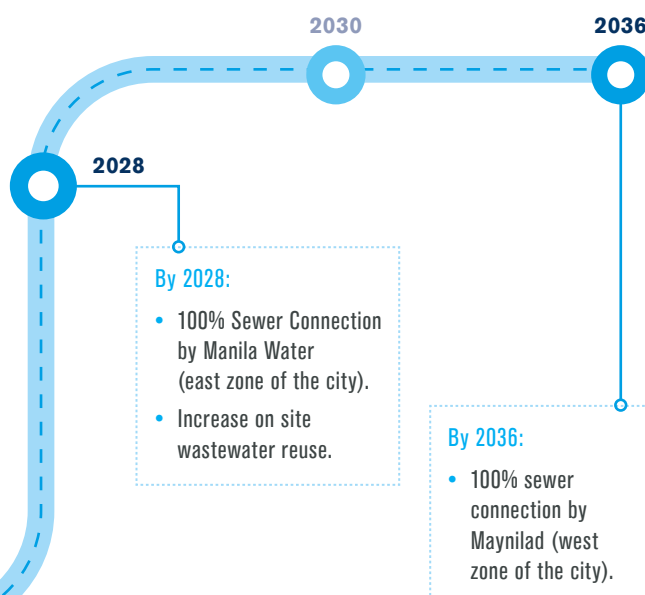 2030
2036
2028
By 2028:
• 100% Sewer Connection
by Manila Water
(east zone of the city).
• Increase on site
wastewater reuse.
By 2036:
• 100% sewer
connection by
Maynilad (west
zone of the city).